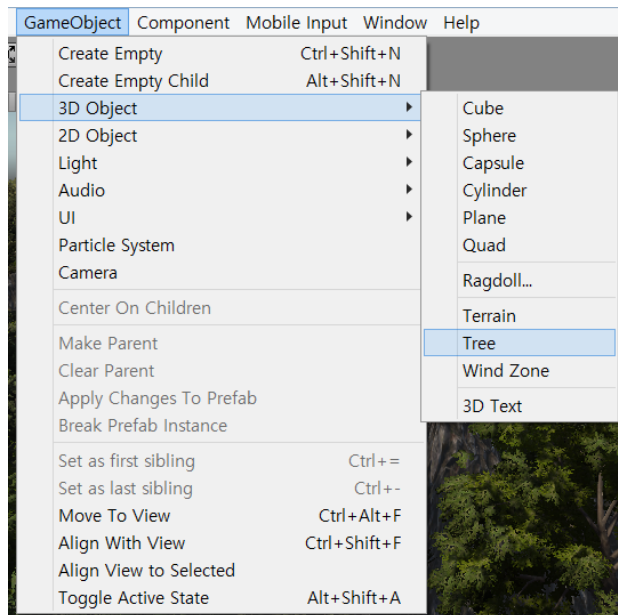 GameObject Component Mobile Input Window Help
Create Empty Ctrl+Shift+N
Create Empty Child Alt+Shift+N
3D Object
2D Object
Light
Audio
UI
Particle System
Camera
Center On Children
Make Parent
Clear Parent
Apply Changes To Prefab
Break Prefab Instance
Set as first sibling Ctrl+=
Set as last sibling Ctrl+-
Move To View Ctrl+Alt+F
Align With View Ctrl+Shift+F
Align View to Selected
Toggle Active State Alt+Shift+A
Cube
Sphere
Capsule
Cylinder
Plane
Quad
Ragdoll...
Terrain
Tree
Wind Zone
3D Text